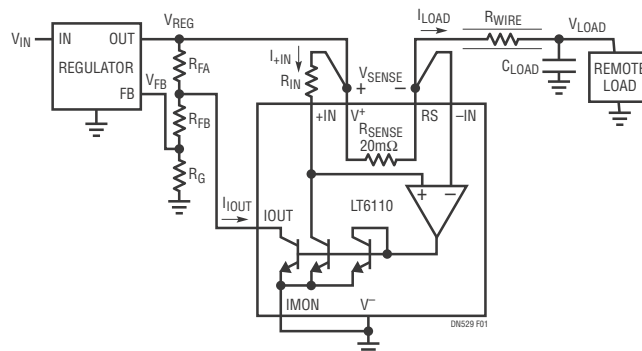 VREG
ILOAD
RWIRE
VLOAD
VIN
IN
OUT
REGULATOR
FB
VFB
RFA
I+IN
RIN
VSENSE
+
−
CLOAD
REMOTE
LOAD
RFB
+IN
V+
RS
−IN
RSENSE
20mΩ
RG
+ −
IIOUT
IOUT
LT6110
IMON
V−
DN529 F01